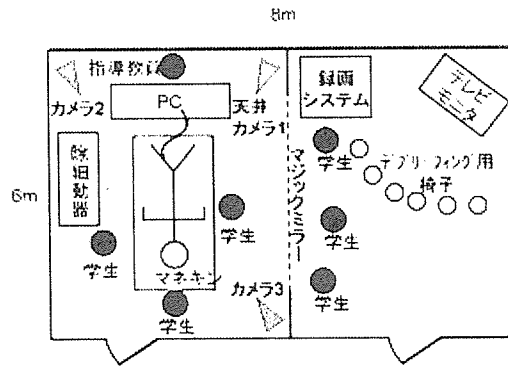 8m
指導教員
カメラ2
PC
天井
カメラ1
録画
システム
テレビ
モニタ
6m
除細動器
学生
デブリーフィング用
椅子
マジックミラー
学生
学生
学生
マネキン
学生
カメラ3
学生